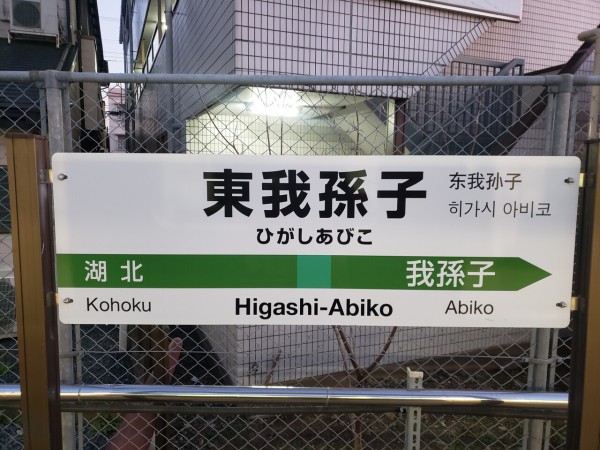 東我孫子
东我孙子
히가시 아비코
ひがしあびこ
湖北
我孫子
Kohoku
Higashi-Abiko
Abiko